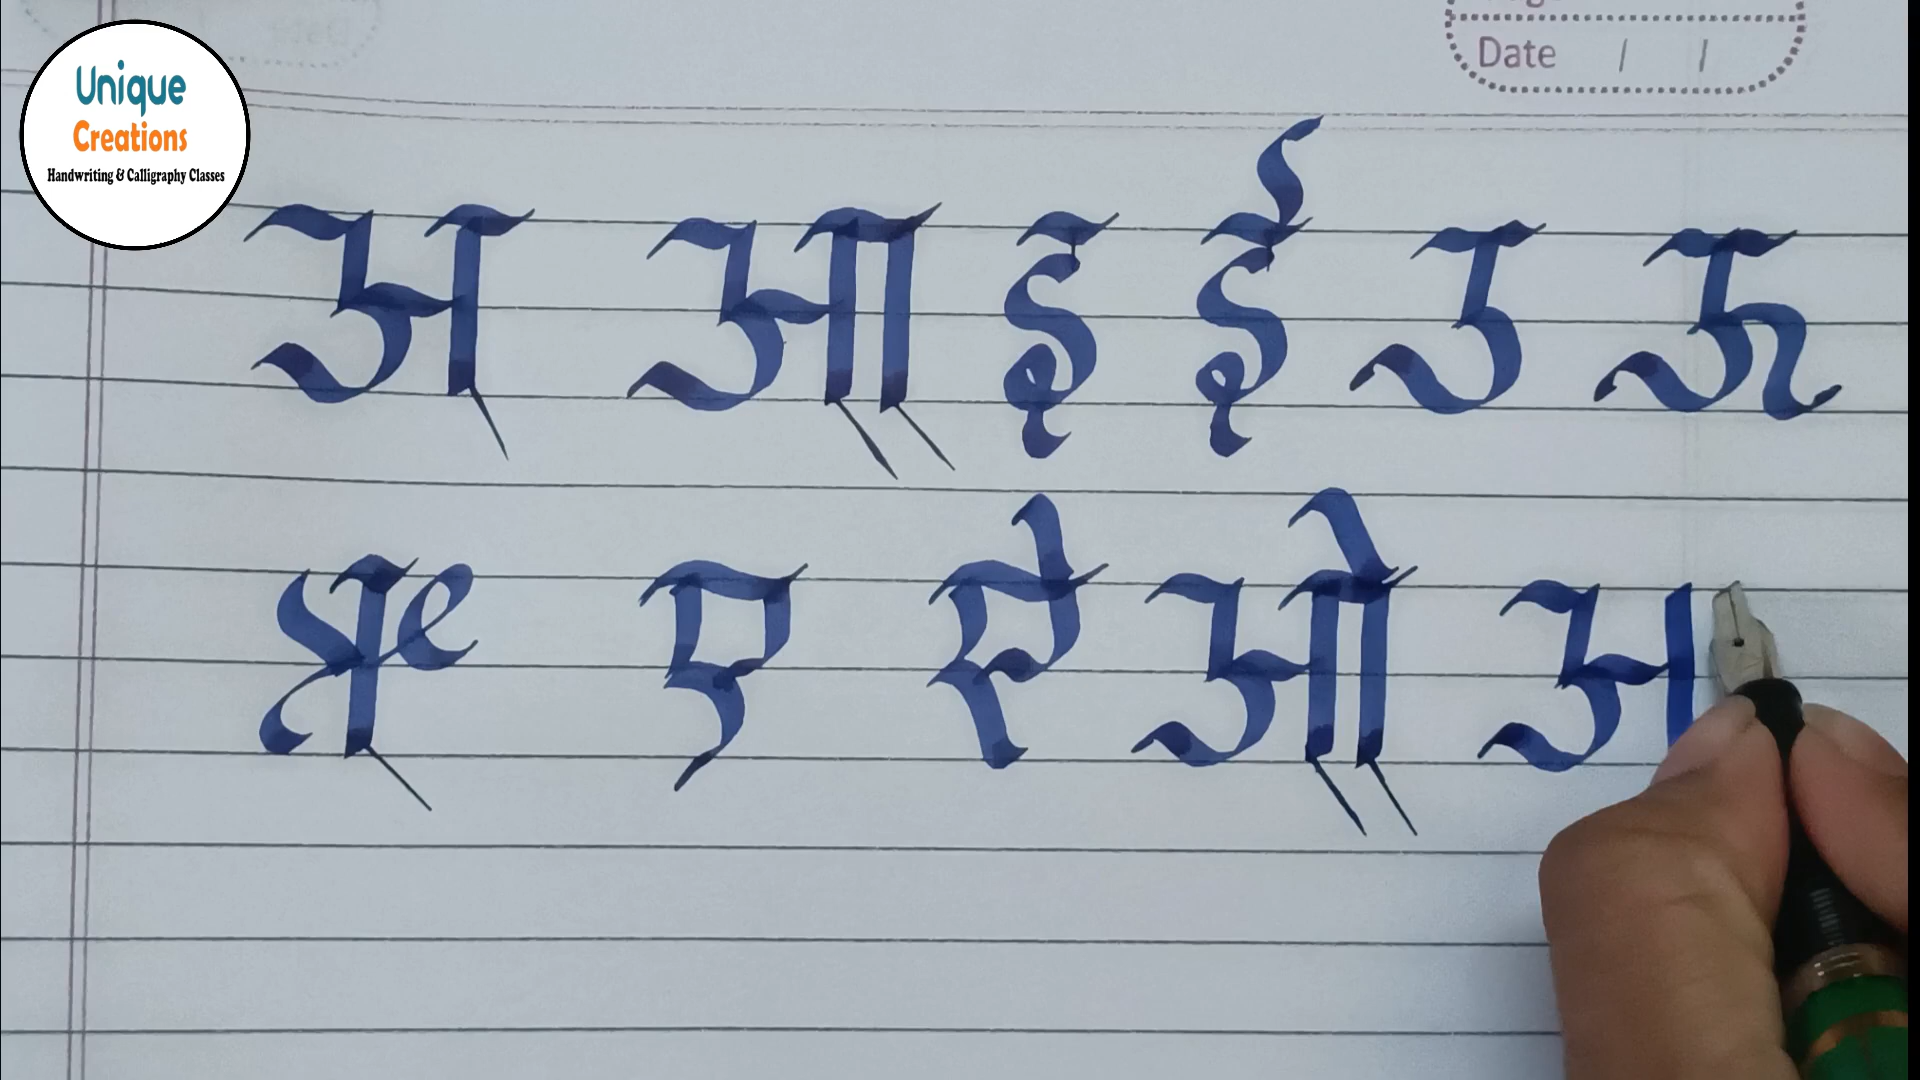 Unique
Creations
Handwriting & Calligraphy Classes
Date / /
अ आ इ ई उ ऊ
ऋ ए ऐ ओ अ